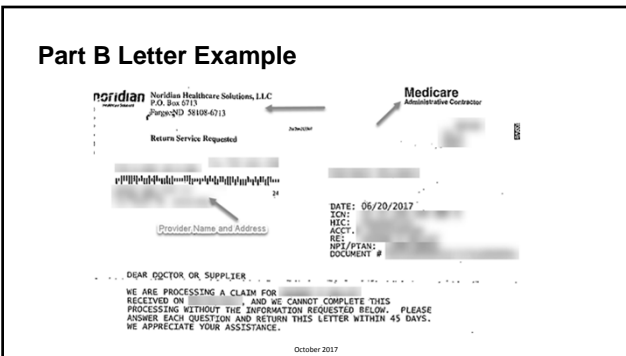 Part B Letter Example
noridian
Noridian Healthcare Solutions, LLC
P.O. Box 6713
Fargo, ND 58108-6713
Return Service Requested
Medicare
Administrative Contractor
24
Provider Name and Address
DATE: 06/20/2017
ICN:
HIC:
ACCT.
RE:
NPI/PTAN:
DOCUMENT #
DEAR DOCTOR OR SUPPLIER
WE ARE PROCESSING A CLAIM FOR
RECEIVED ON , AND WE CANNOT COMPLETE THIS
PROCESSING WITHOUT THE INFORMATION REQUESTED BELOW. PLEASE
ANSWER EACH QUESTION AND RETURN THIS LETTER WITHIN 45 DAYS.
WE APPRECIATE YOUR ASSISTANCE.
October 2017